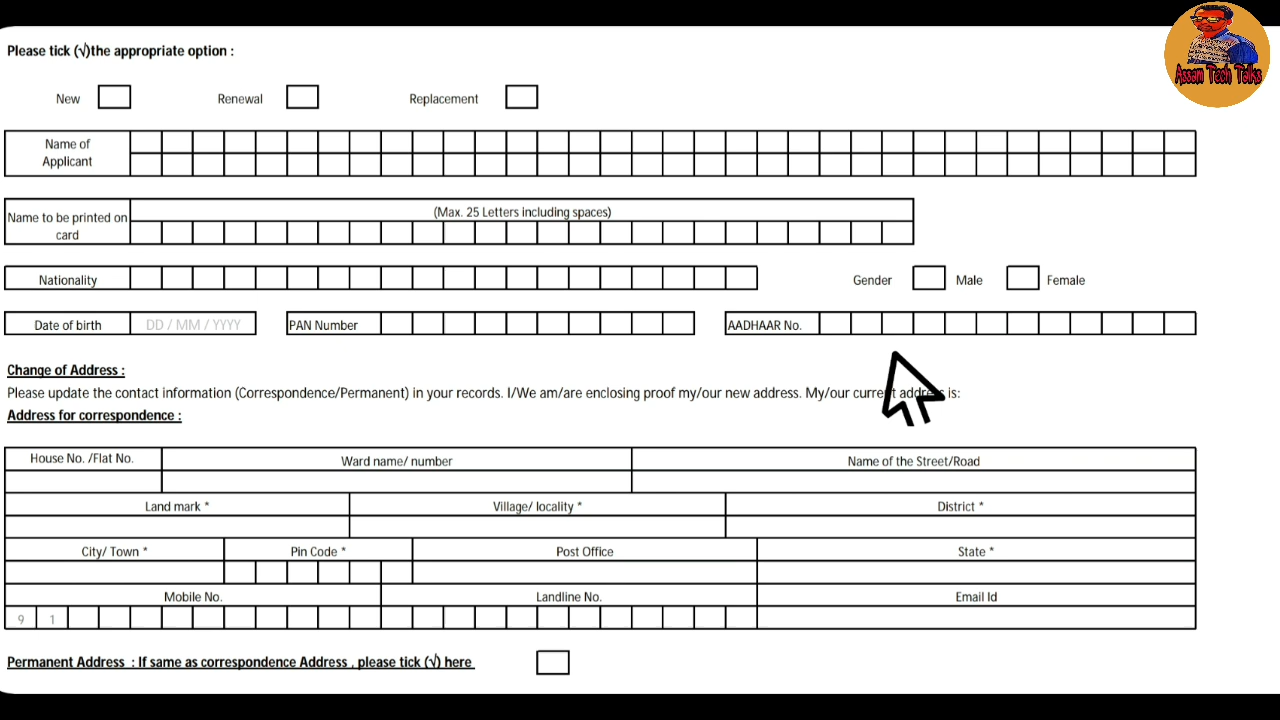 Please tick (√)the appropriate option :
New Renewal Replacement
Name of
Applicant
(Max. 25 Letters including spaces)
Name to be printed on
card
Nationality Gender Male Female
Date of birth DD / MM / YYYY PAN Number AADHAAR No.
Change of Address :
Please update the contact information (Correspondence/Permanent) in your records. I/We am/are enclosing proof my/our new address. My/our current address is:
Address for correspondence :
House No. /Flat No. Ward name/ number Name of the Street/Road
Land mark * Village/ locality * District *
City/ Town * Pin Code * Post Office State *
Mobile No. Landline No. Email Id
9 1
Permanent Address : If same as correspondence Address , please tick (√) here
Assam Tech Talks